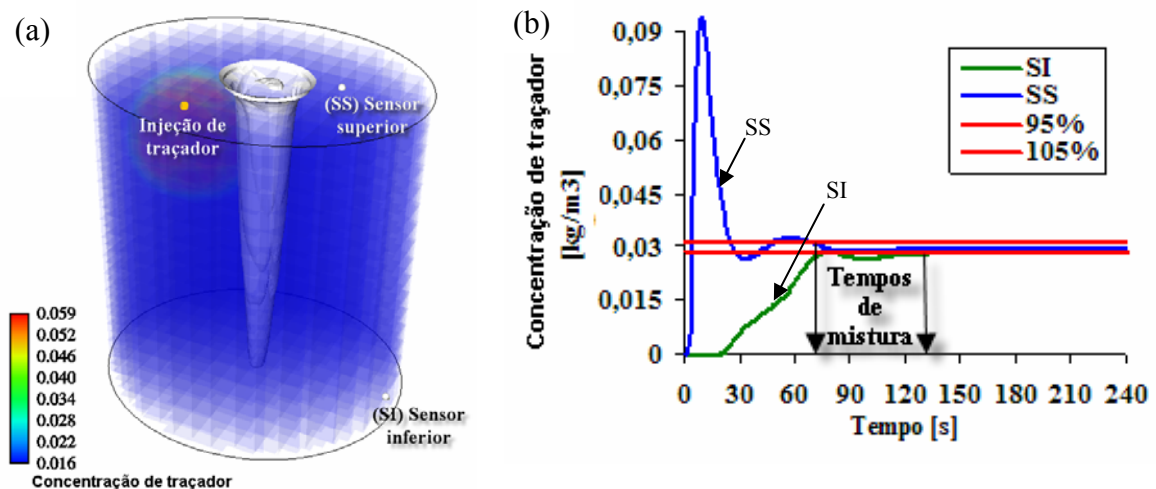 (a)
(SS) Sensor
superior
Injeção de
traçador
(SI) Sensor
inferior
0.059
0.052
0.046
0.040
0.034
0.028
0.022
0.016
Concentração de traçador
(b)
Concentração de traçador
[kg/m3]
0,09
0,075
0,06
0,045
0,03
0,015
0
SS
SI
SI
SS
95%
105%
Tempos
de
mistura
0 30 60 90 120 150 180 210 240
Tempo [s]